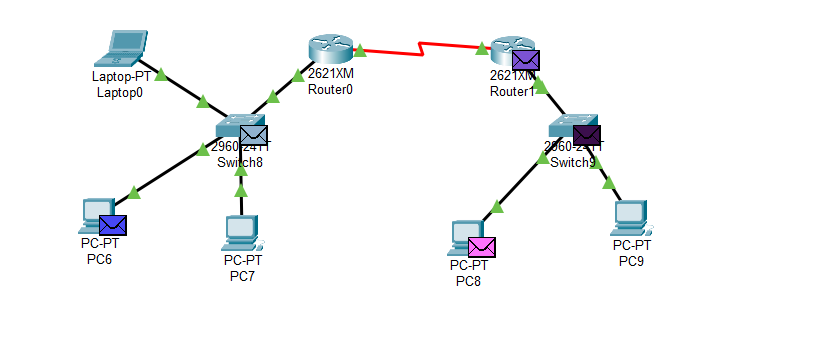 Laptop-PT
Laptop0
2621XM
Router0
2621XM
Router1
2960-24TT
Switch8
2960-24TT
Switch9
PC-PT
PC6
PC-PT
PC7
PC-PT
PC8
PC-PT
PC9